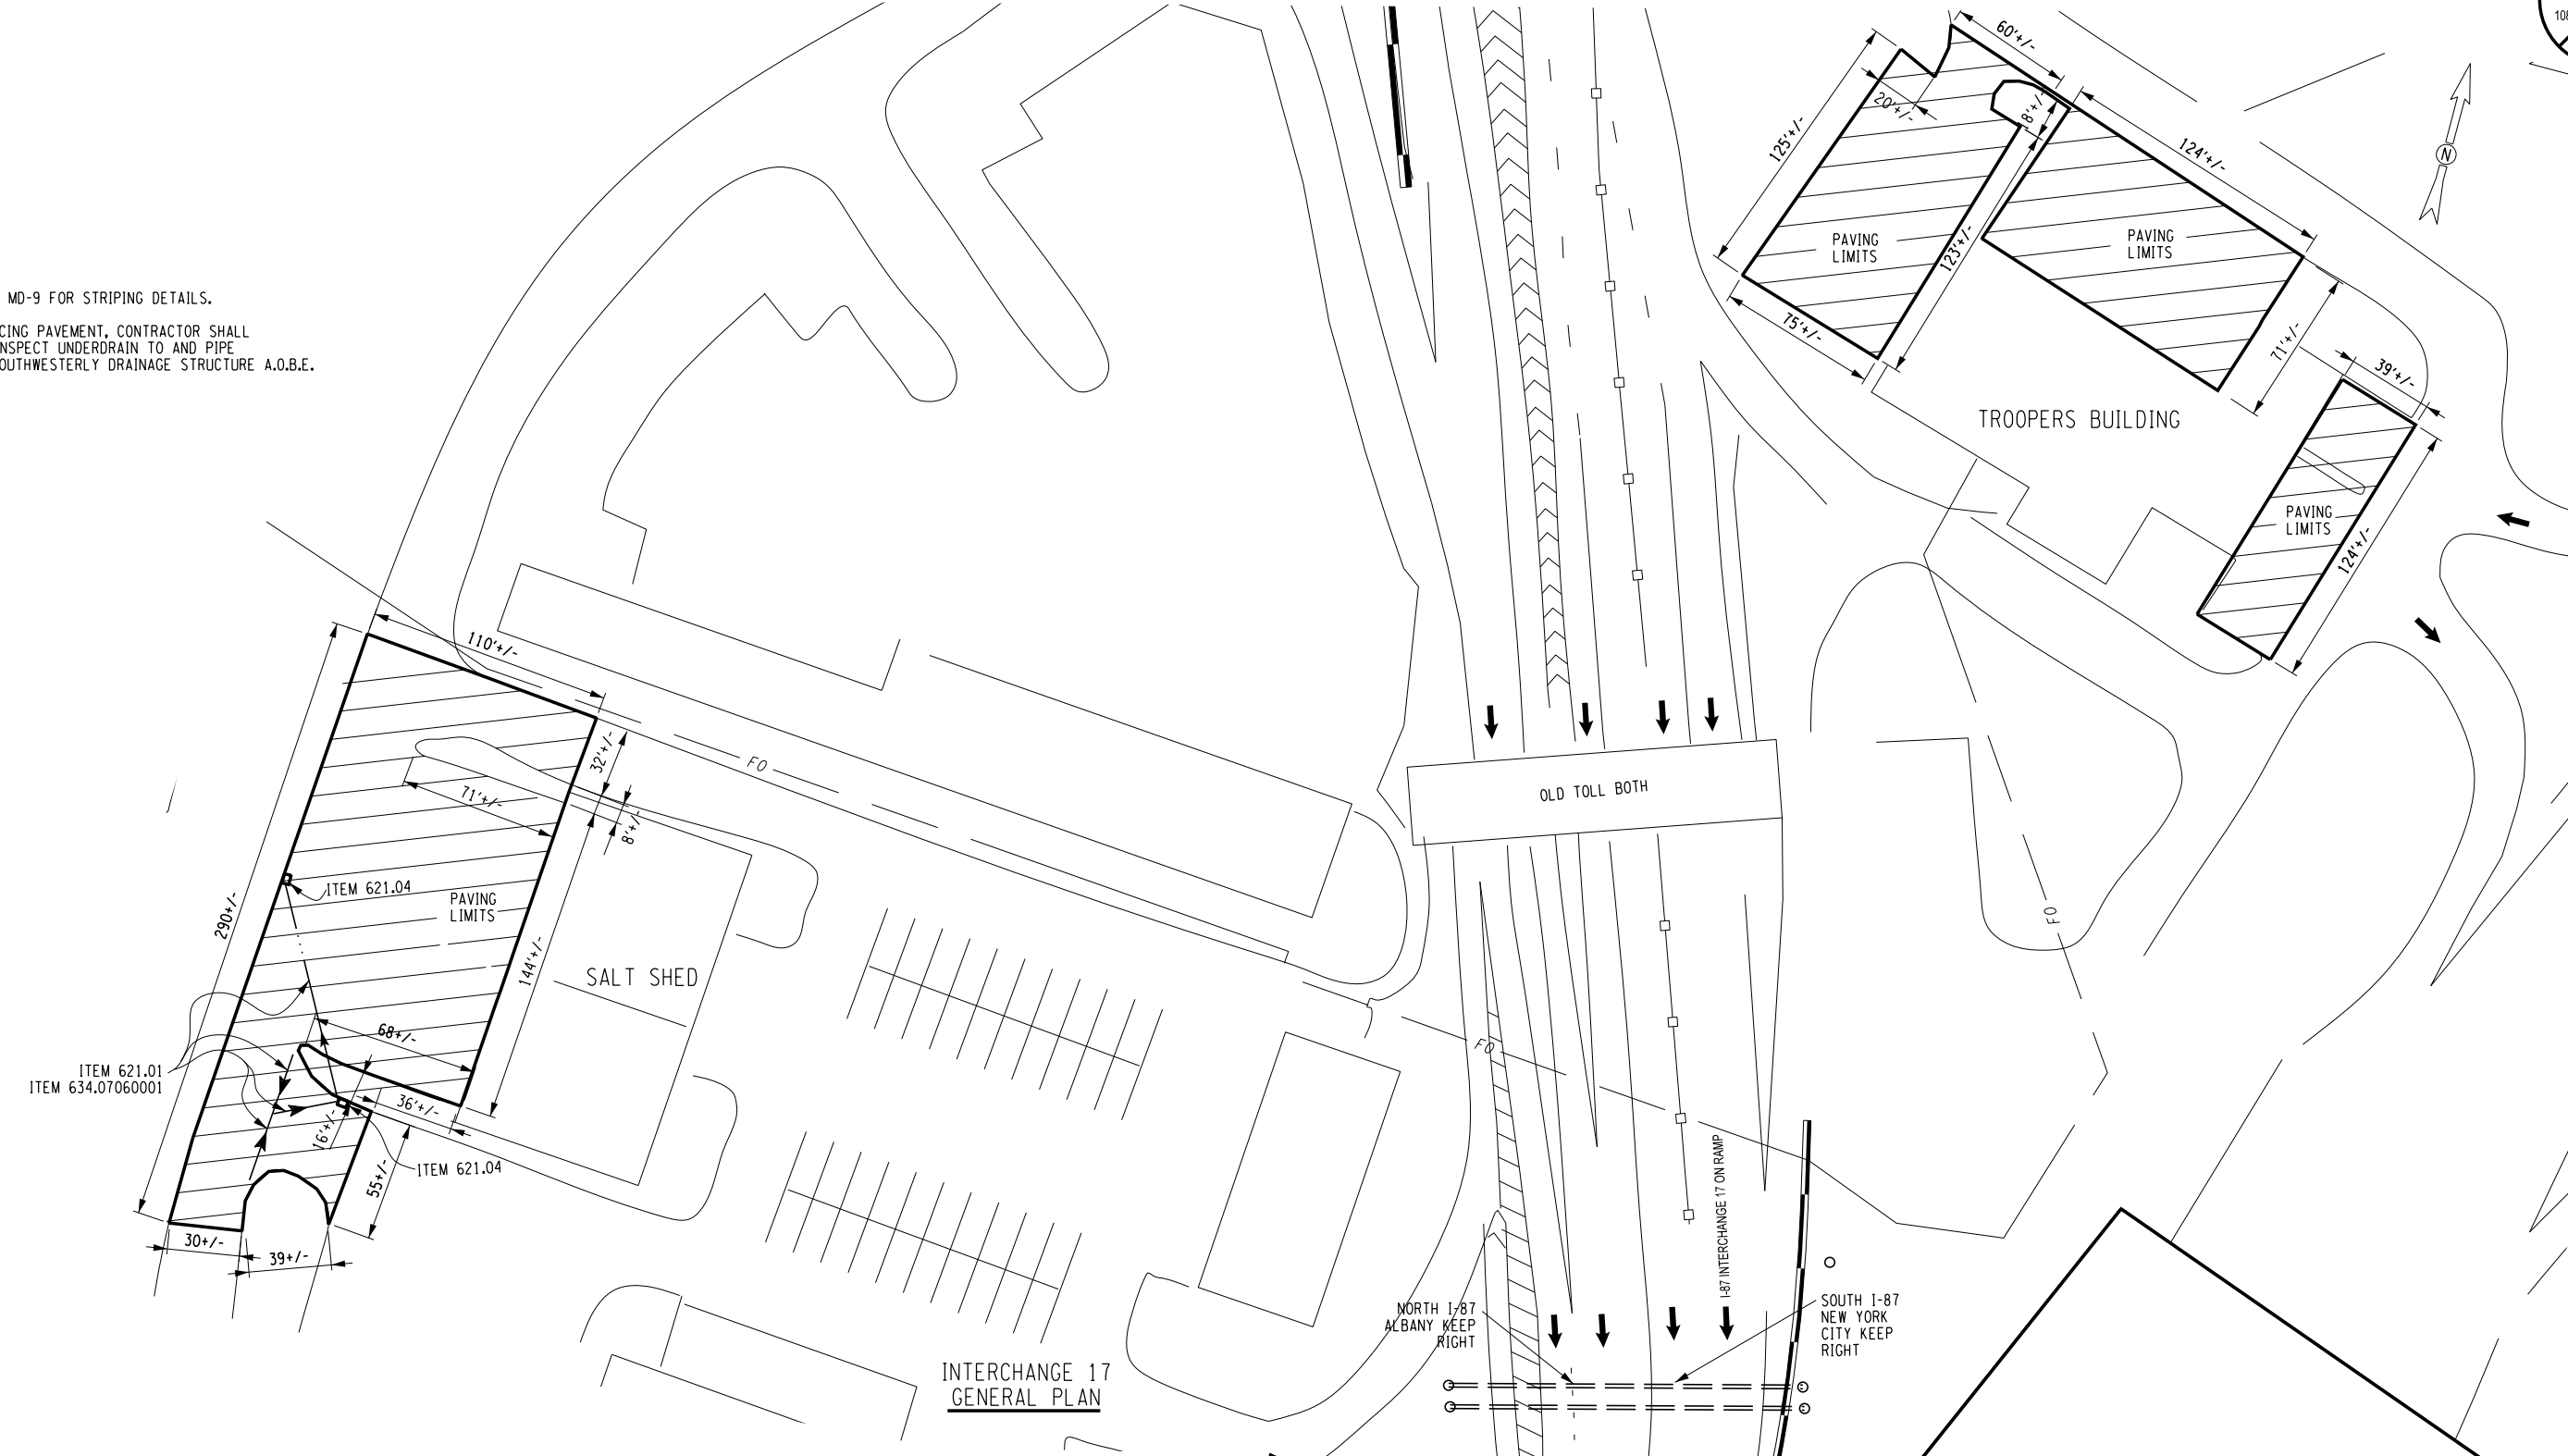 108
60'+/-
20'+/-
125'+/-
8'+/-
124'+/-
N
PAVING
LIMITS
PAVING
LIMITS
123'+/-
75'+/-
71'+/-
39'+/-
TROOPERS BUILDING
PAVING
LIMITS
124'+/-
MD-9 FOR STRIPING DETAILS.
CING PAVEMENT, CONTRACTOR SHALL
NSPECT UNDERDRAIN TO AND PIPE
OUTHWESTERLY DRAINAGE STRUCTURE A.O.B.E.
110'+/-
32'+/-
FO
71'+/-
8'+/-
OLD TOLL BOTH
ITEM 621.04
PAVING
LIMITS
290+/-
144'+/-
SALT SHED
FO
68+/-
FO
ITEM 621.01
ITEM 634.07060001
36'+/-
16'+/-
ITEM 621.04
55+/-
30+/-
39+/-
I-87 INTERCHANGE 17 ON RAMP
NORTH I-87
ALBANY KEEP
RIGHT
SOUTH I-87
NEW YORK
CITY KEEP
RIGHT
INTERCHANGE 17
GENERAL PLAN